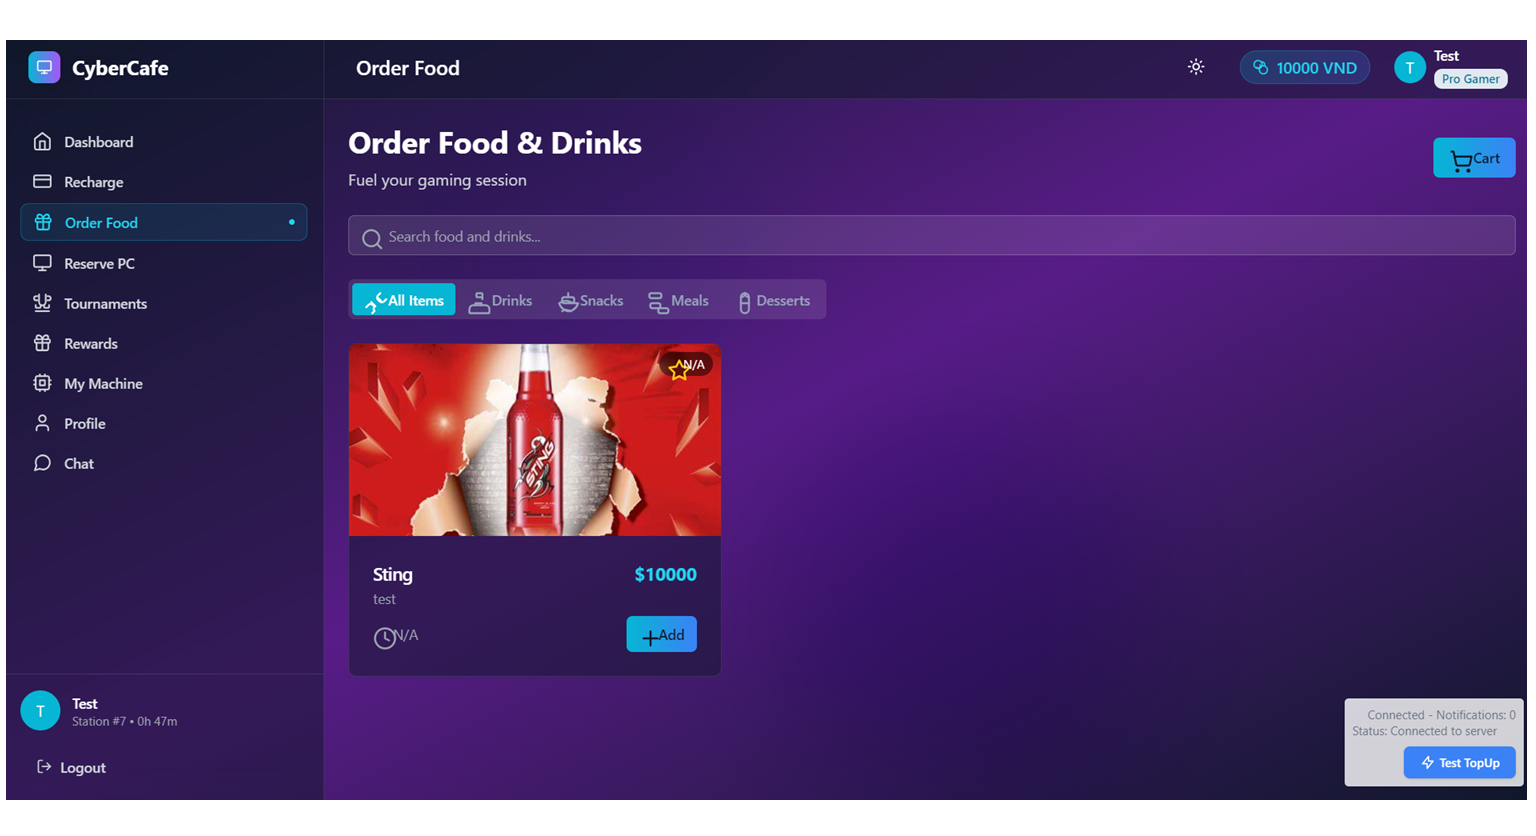 CyberCafe
Order Food
10000 VND
T
Test
Pro Gamer
Dashboard
Recharge
Order Food
Reserve PC
Tournaments
Rewards
My Machine
Profile
Chat
T
Test
Station #7 • 0h 47m
Logout
Order Food & Drinks
Fuel your gaming session
Cart
Search food and drinks...
All Items
Drinks
Snacks
Meals
Desserts
N/A
STING
Sting
$10000
test
N/A
Add
Connected - Notifications: 0
Status: Connected to server
Test TopUp